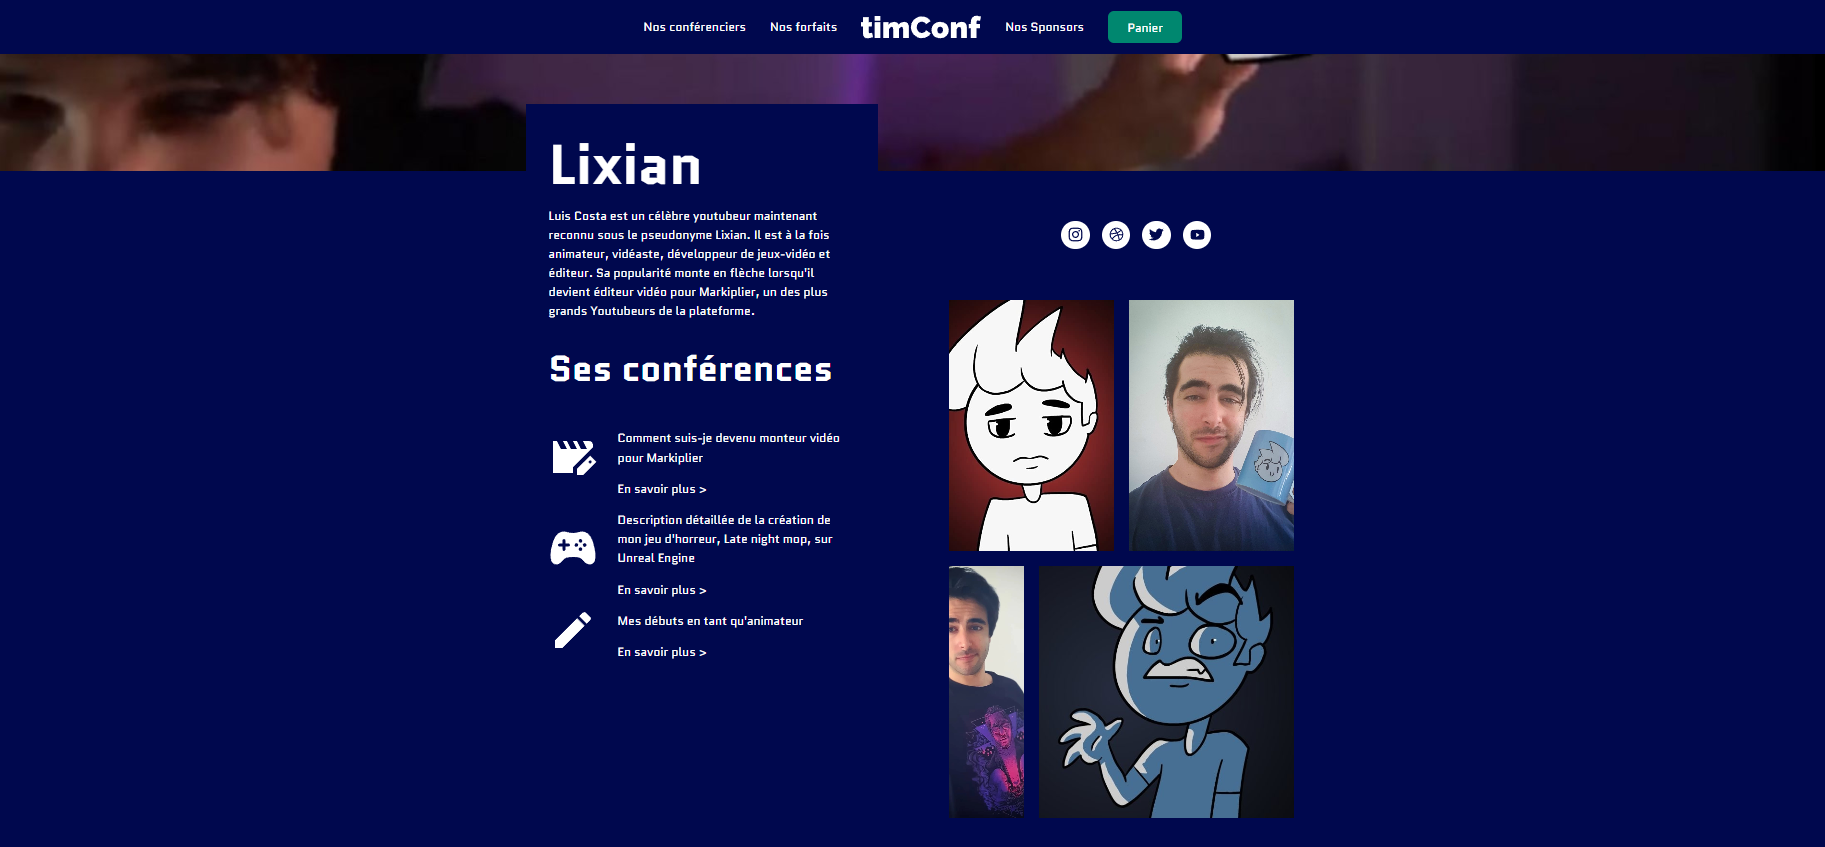 Nos conférenciers Nos forfaits timConf Nos Sponsors Panier
Lixian
Luis Costa est un célèbre youtubeur maintenant
reconnu sous le pseudonyme Lixian. Il est à la fois
animateur, vidéaste, développeur de jeux-vidéo et
éditeur. Sa popularité monte en flèche lorsqu'il
devient éditeur vidéo pour Markiplier, un des plus
grands Youtubeurs de la plateforme.
Ses conférences
Comment suis-je devenu monteur vidéo
pour Markiplier
En savoir plus >
Description détaillée de la création de
mon jeu d'horreur, Late night mop, sur
Unreal Engine
En savoir plus >
Mes débuts en tant qu'animateur
En savoir plus >